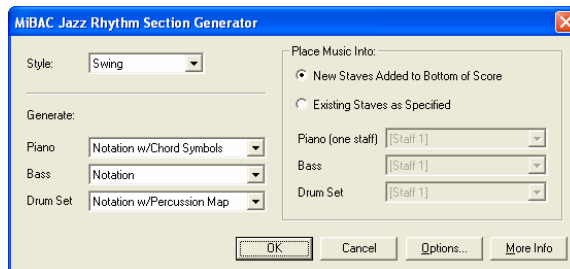 MiBAC Jazz Rhythm Section Generator
Style: Swing
Generate:
Piano Notation w/Chord Symbols
Bass Notation
Drum Set Notation w/Percussion Map
Place Music Into:
New Staves Added to Bottom of Score
Existing Staves as Specified
Piano (one staff) [Staff 1]
Bass [Staff 1]
Drum Set [Staff 1]
OK Cancel Options... More Info